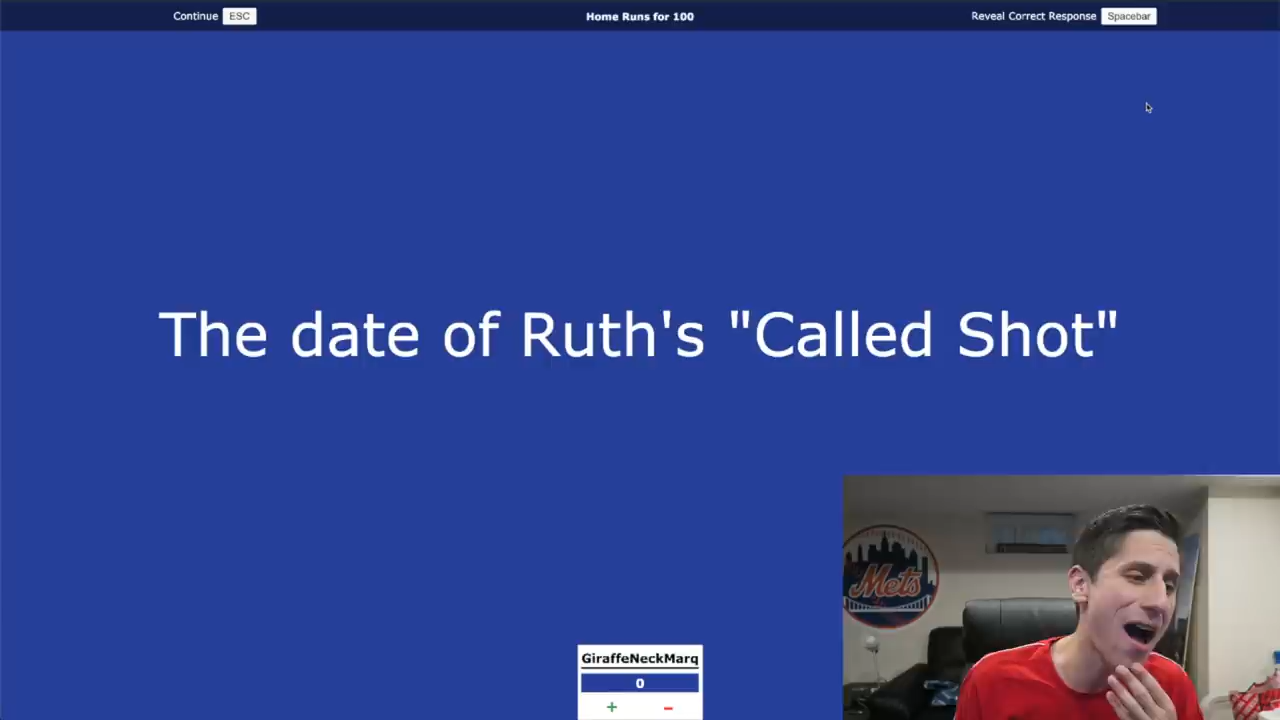 Continue ESC
Home Runs for 100
Reveal Correct Response Spacebar
The date of Ruth's "Called Shot"
Mets
GiraffeNeckMarq
0
+ −